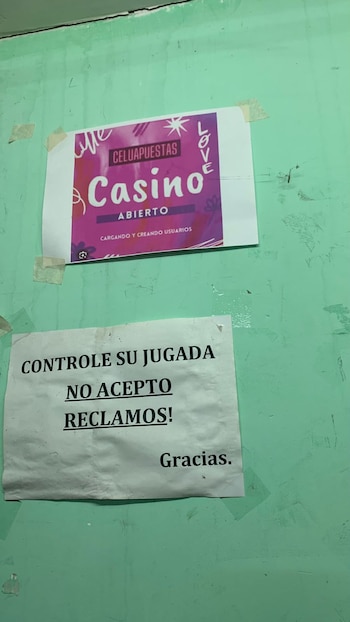 LOVE
CELUAPUESTAS
Casino
ABIERTO
CARGANDO Y CREANDO USUARIOS
CONTROLE SU JUGADA
NO ACEPTO
RECLAMOS!
Gracias.